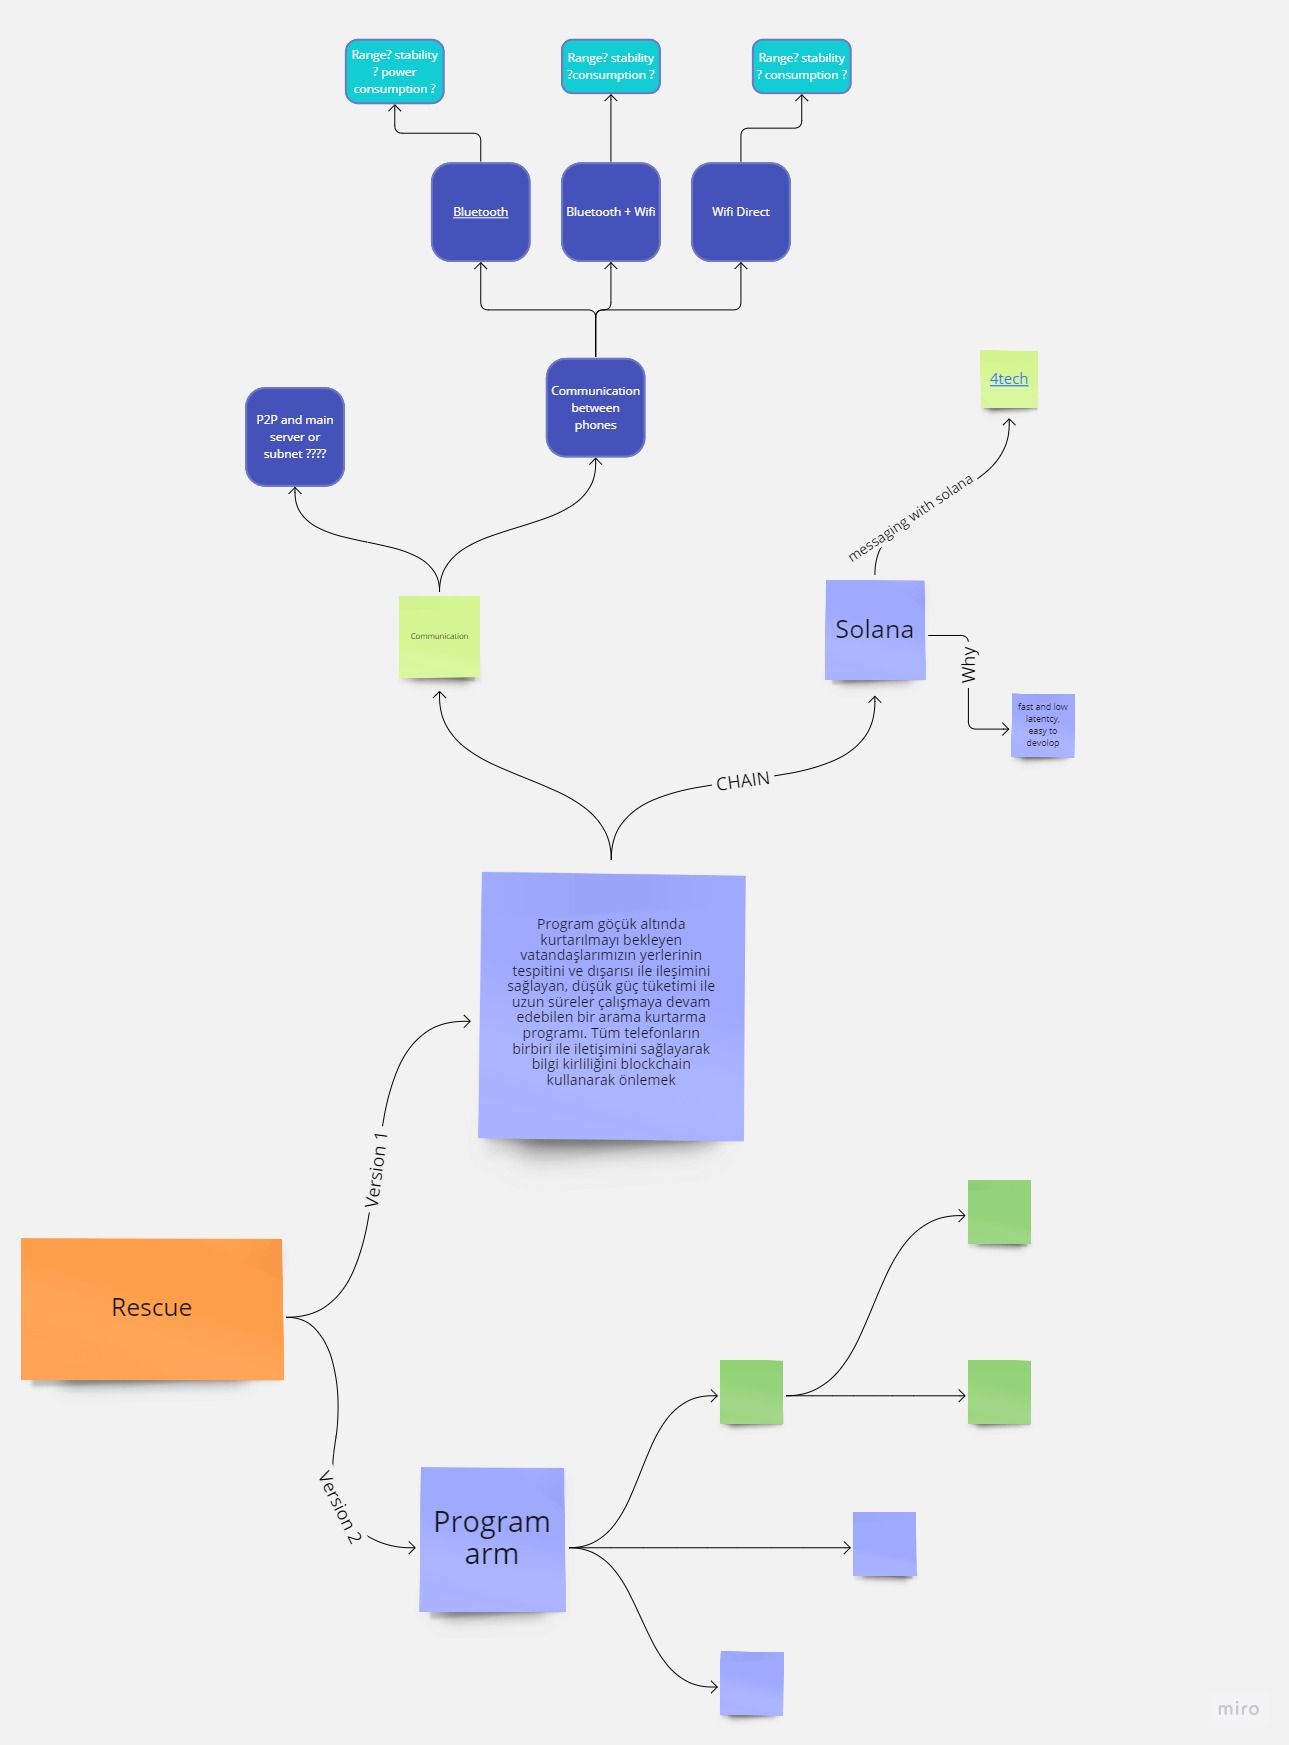 Range? stability
? power
consumption ?
Range? stability
?consumption ?
Range? stability
? consumption ?
Bluetooth
Bluetooth + Wifi
Wifi Direct
Communication
between
phones
P2P and main
server or
subnet ????
4tech
messaging with solana
Communication
Solana
Why
fast and low
latentcy,
easy to
devolop
CHAIN
Program göçük altında
kurtarılmayı bekleyen
vatandaşlarımızın yerlerinin
tespitini ve dışarısı ile ileşimini
sağlayan, düşük güç tüketimi ile
uzun süreler çalışmaya devam
edebilen bir arama kurtarma
programı. Tüm telefonların
birbiri ile iletişimini sağlayarak
bilgi kirliliğini blockchain
kullanarak önlemek
Version 1
Rescue
Version 2
Program
arm
miro